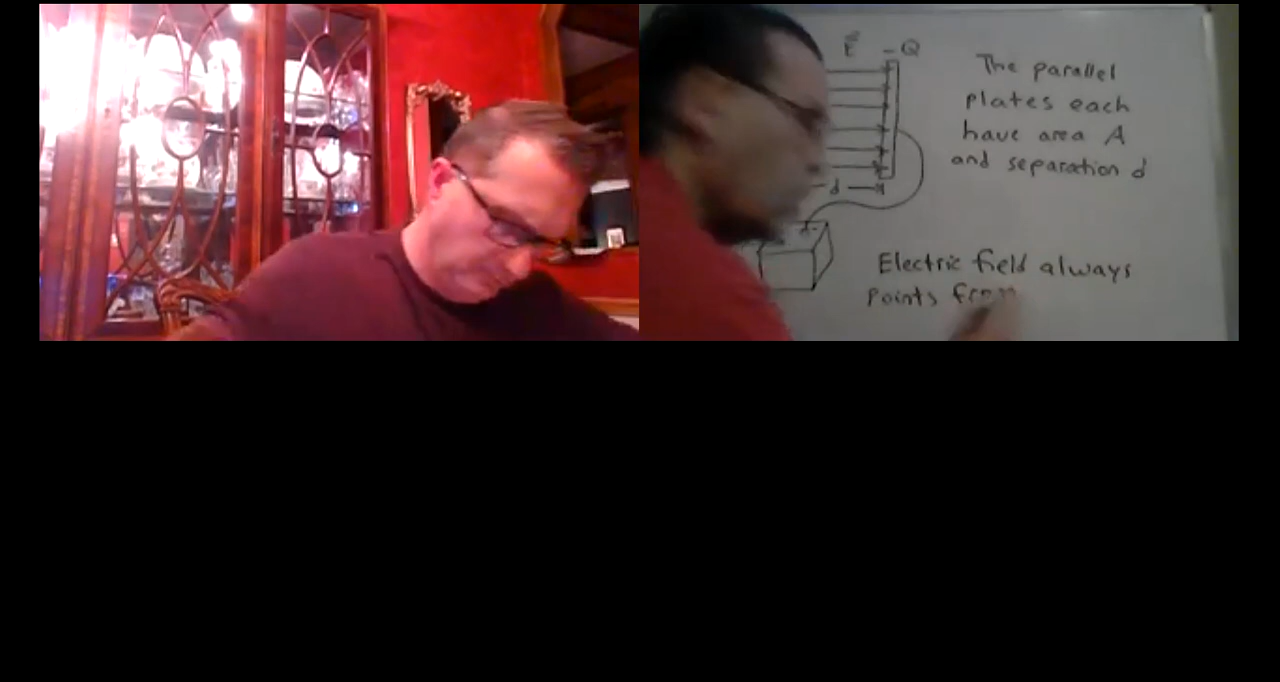 E⃗ -Q
The parallel
plates each
have area A
and separation d
d
Electric field always
points from